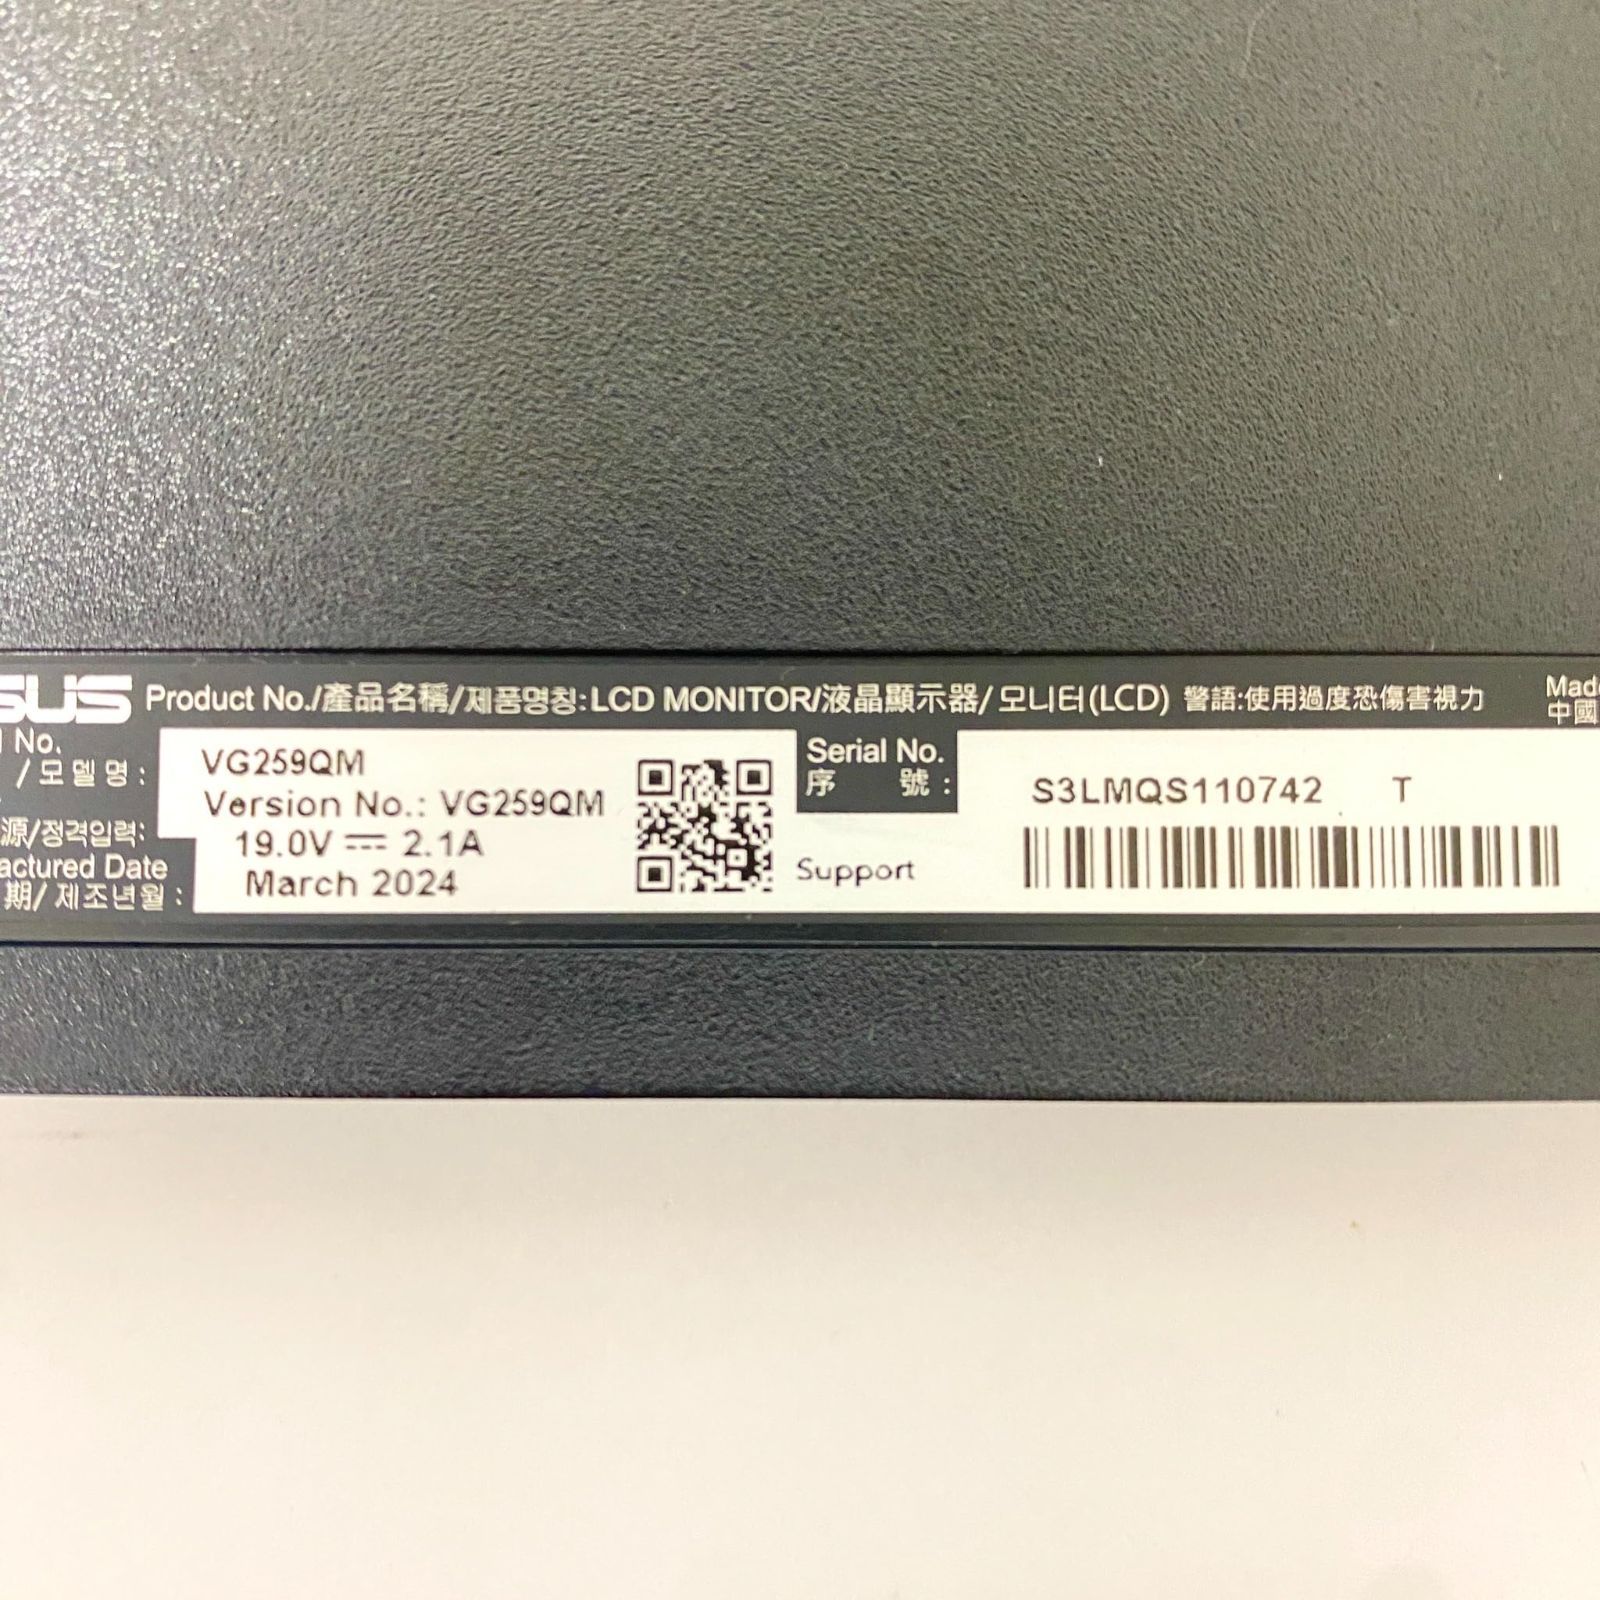 SUS Product No./產品名稱/제품명칭:LCD MONITOR/液晶顯示器/모니터(LCD) 警語:使用過度恐傷害視力
Made
中國
No.
/모델명:
VG259QM
Version No.: VG259QM
源/정격입력:
19.0V ⎓ 2.1A
actured Date
期/제조년월:
March 2024
Support
Serial No.
序 號:
S3LMQS110742 T